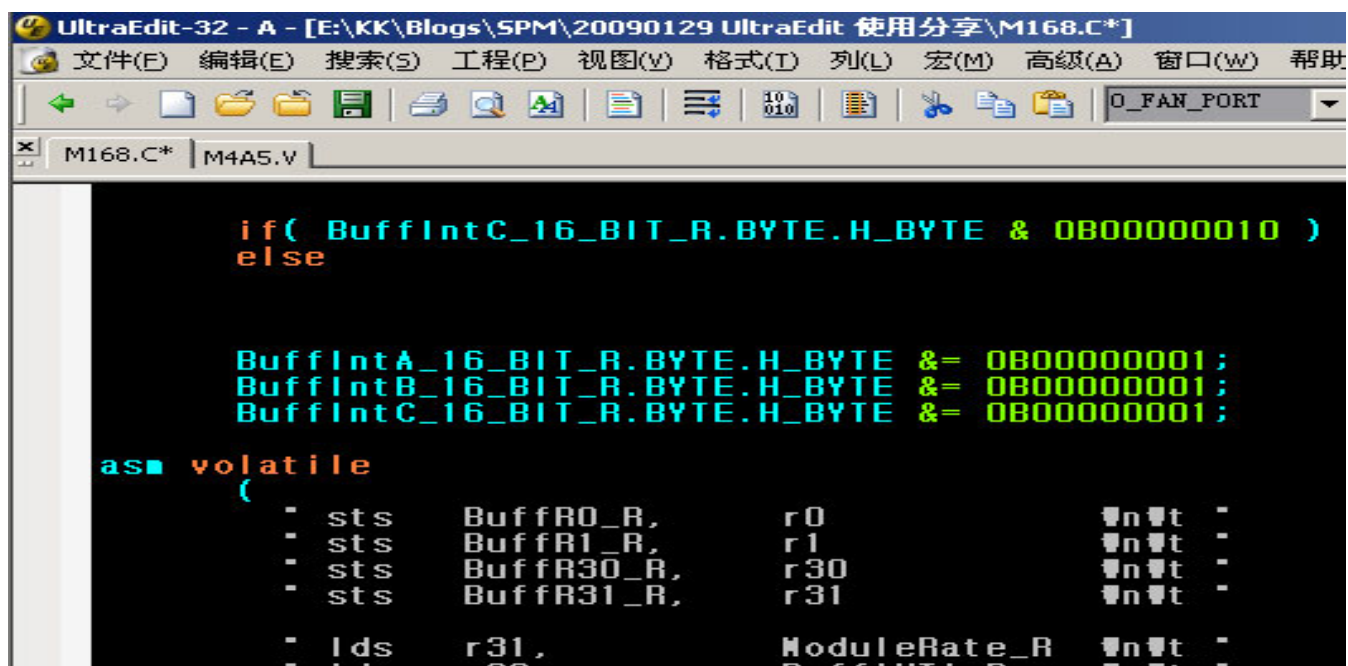 UltraEdit-32 - A - [E:\KK\Blogs\SPM\20090129 UltraEdit 使用分享\M168.C*]
文件(F) 编辑(E) 搜索(S) 工程(P) 视图(V) 格式(T) 列(L) 宏(M) 高级(A) 窗口(W) 帮助
O_FAN_PORT
M168.C* M4A5.V
if( BuffIntC_16_BIT_R.BYTE.H_BYTE & 0B00000010 )
else
BuffIntA_16_BIT_R.BYTE.H_BYTE &= 0B00000001;
BuffIntB_16_BIT_R.BYTE.H_BYTE &= 0B00000001;
BuffIntC_16_BIT_R.BYTE.H_BYTE &= 0B00000001;
asm volatile
(
" sts BuffR0_R, r0 \n\t "
" sts BuffR1_R, r1 \n\t "
" sts BuffR30_R, r30 \n\t "
" sts BuffR31_R, r31 \n\t "
" lds r31, ModuleRate_R \n\t "